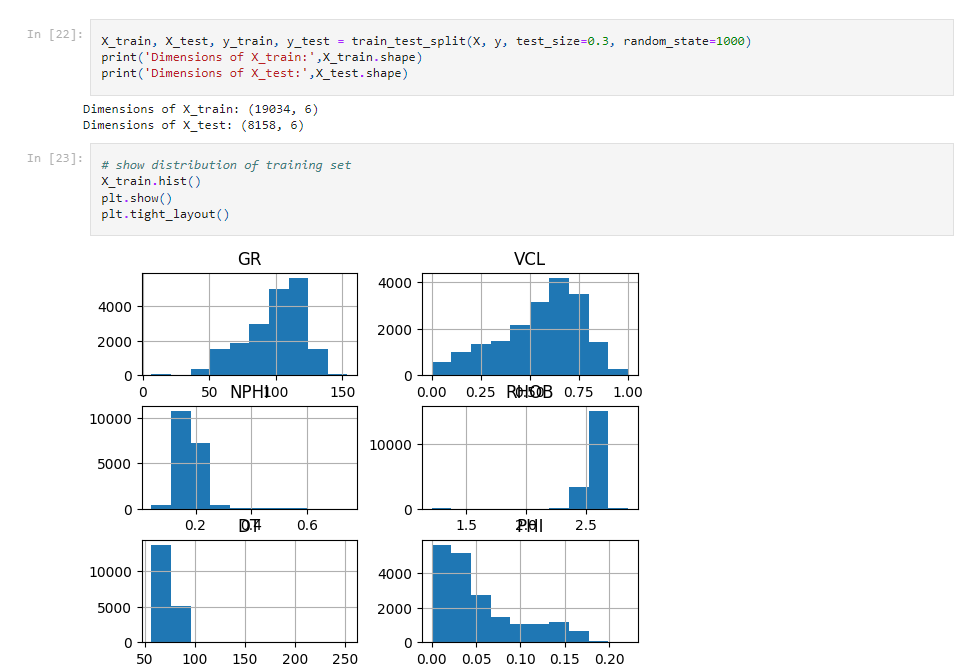 In [22]:
X_train, X_test, y_train, y_test = train_test_split(X, y, test_size=0.3, random_state=1000)
print('Dimensions of X_train:',X_train.shape)
print('Dimensions of X_test:',X_test.shape)
Dimensions of X_train: (19034, 6)
Dimensions of X_test: (8158, 6)
In [23]:
# show distribution of training set
X_train.hist()
plt.show()
plt.tight_layout()
GR VCL
4000 4000
2000 2000
0 0
0 50 100 150 0.00 0.25 0.50 0.75 1.00
NPHI RHOB
10000 10000
5000
0 0
0.2 0.4 0.6 1.5 2.0 2.5
DT PHI
10000 4000
5000 2000
0 0
50 100 150 200 250 0.00 0.05 0.10 0.15 0.20